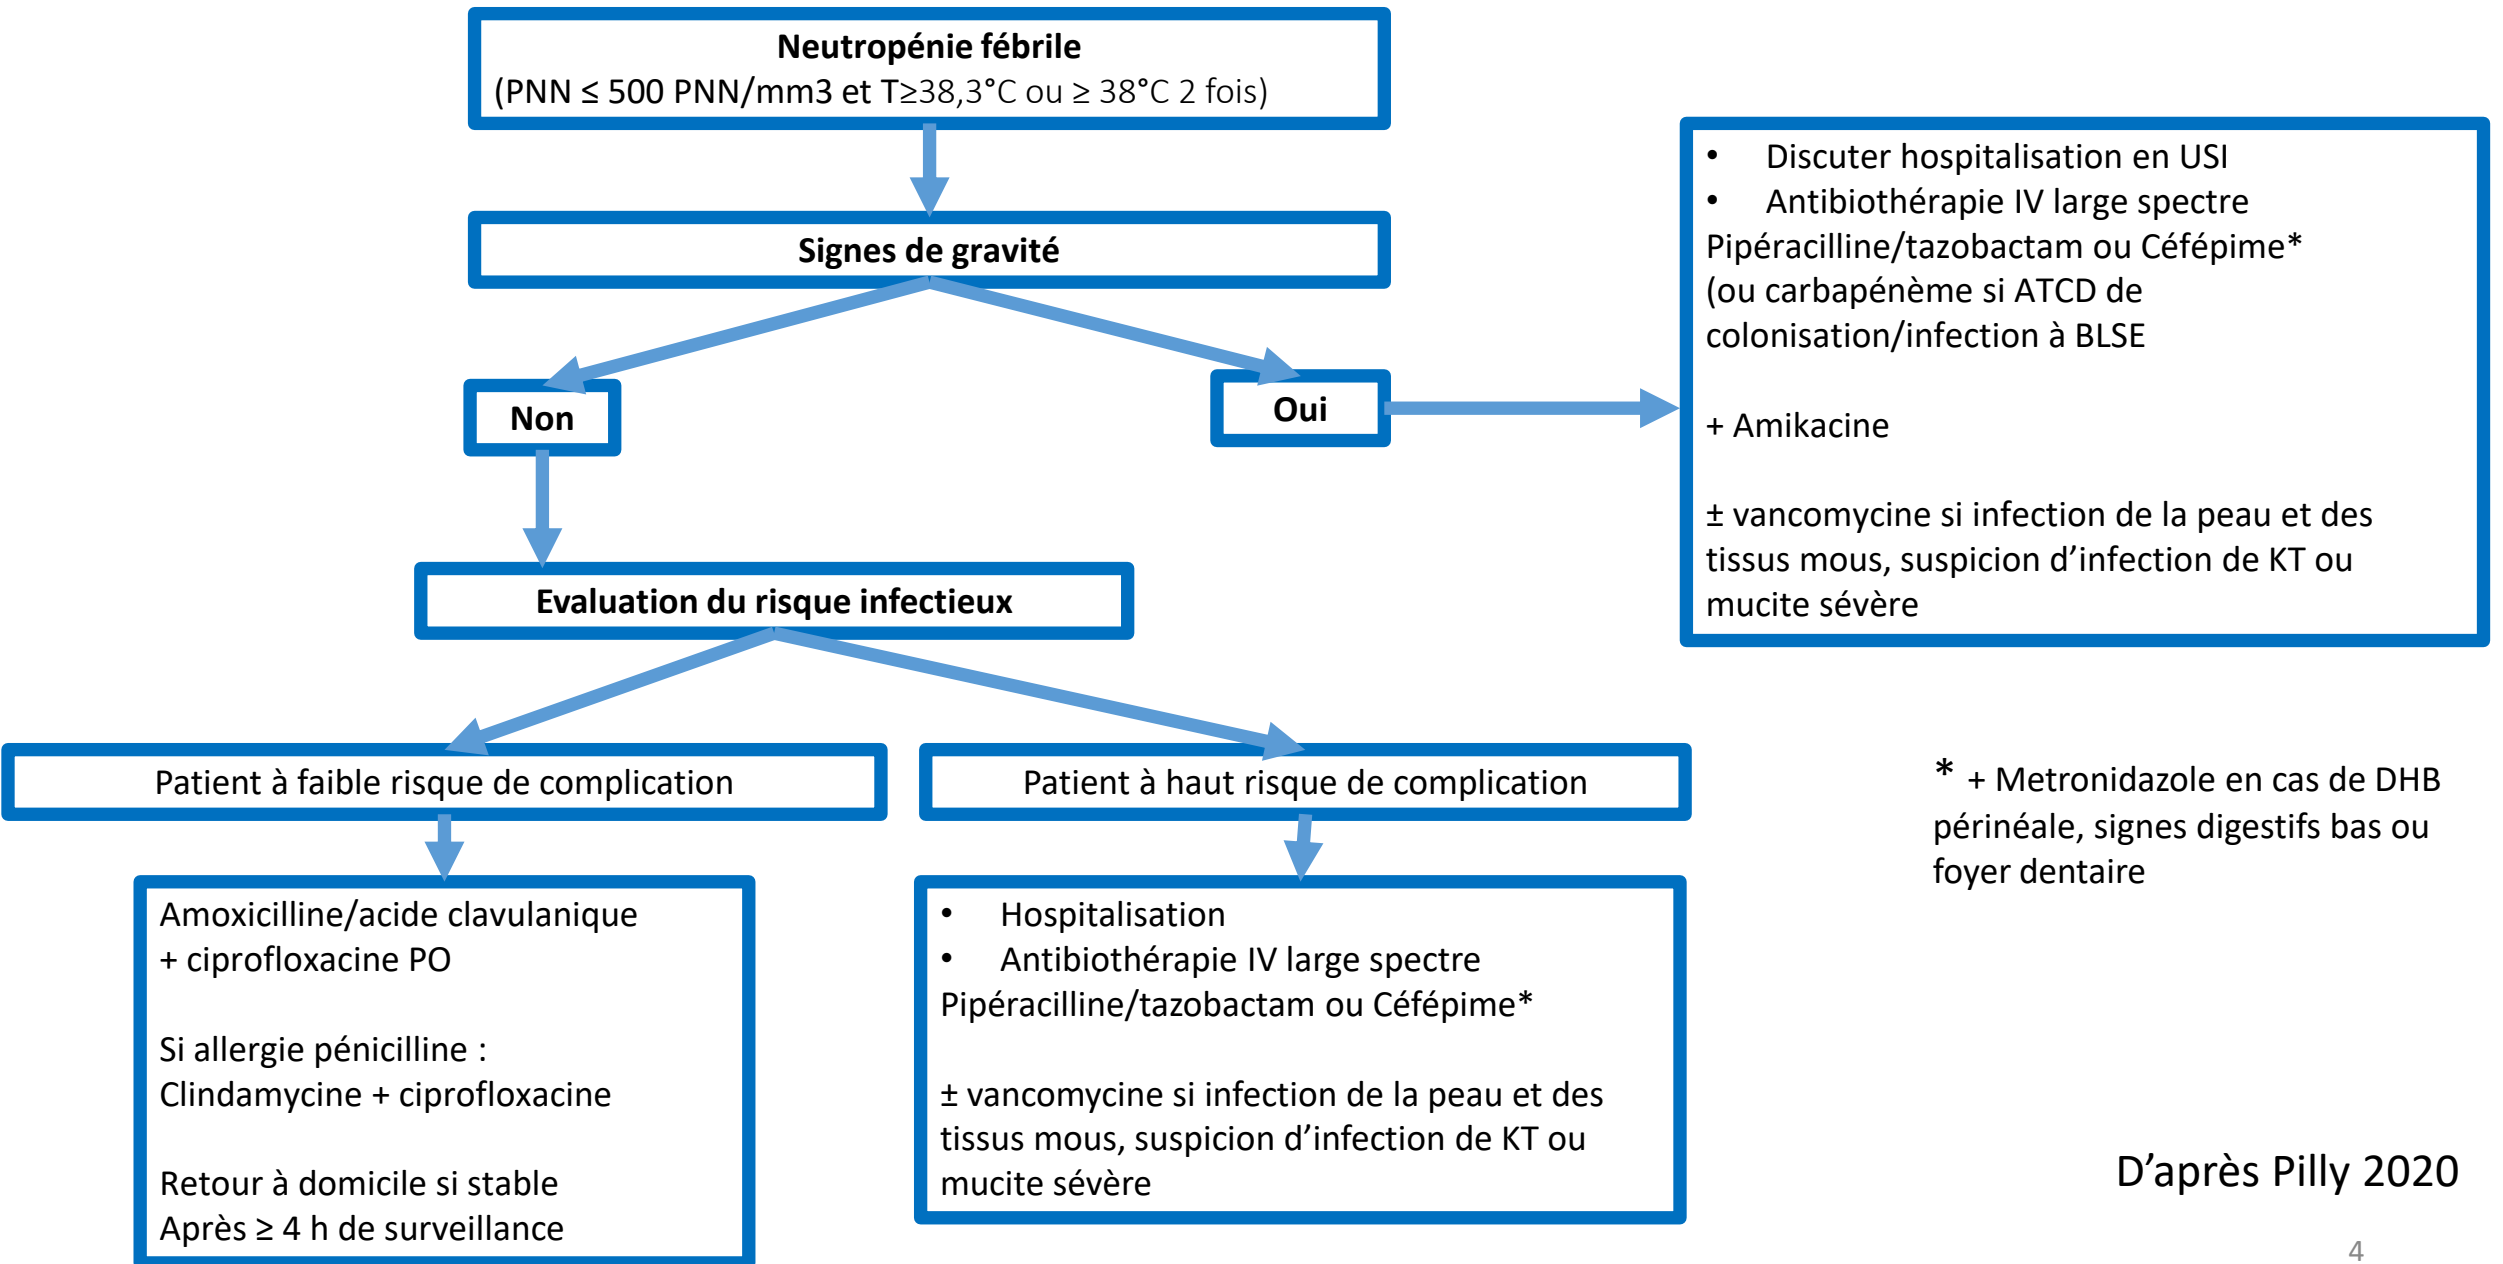 Neutropénie fébrile
(PNN ≤ 500 PNN/mm3 et T≥38,3°C ou ≥ 38°C 2 fois)
Signes de gravité
Non
Oui
• Discuter hospitalisation en USI
• Antibiothérapie IV large spectre
Pipéracilline/tazobactam ou Céfépime*
(ou carbapénème si ATCD de
colonisation/infection à BLSE
+ Amikacine
± vancomycine si infection de la peau et des
tissus mous, suspicion d’infection de KT ou
mucite sévère
Evaluation du risque infectieux
Patient à faible risque de complication
Patient à haut risque de complication
* + Metronidazole en cas de DHB
périnéale, signes digestifs bas ou
foyer dentaire
Amoxicilline/acide clavulanique
+ ciprofloxacine PO
Si allergie pénicilline :
Clindamycine + ciprofloxacine
Retour à domicile si stable
Après ≥ 4 h de surveillance
• Hospitalisation
• Antibiothérapie IV large spectre
Pipéracilline/tazobactam ou Céfépime*
± vancomycine si infection de la peau et des
tissus mous, suspicion d’infection de KT ou
mucite sévère
D’après Pilly 2020
4